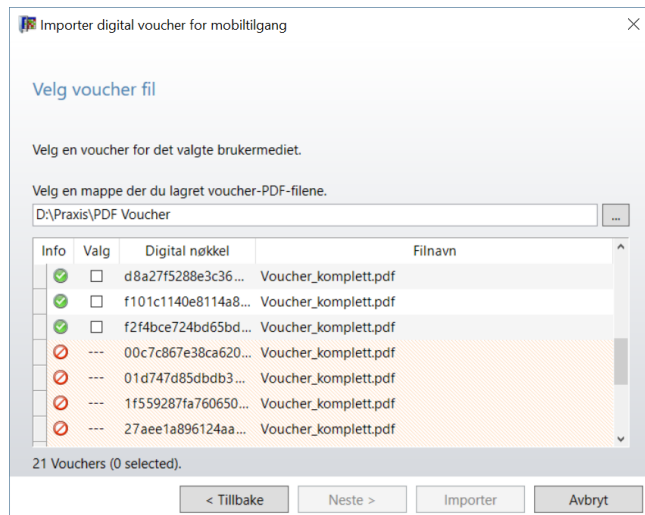 Importer digital voucher for mobiltilgang
Velg voucher fil
Velg en voucher for det valgte brukermediet.
Velg en mappe der du lagret voucher-PDF-filene.
D:\Praxis\PDF Voucher ...
Info Valg Digital nøkkel Filnavn
d8a27f5288e3c36... Voucher_komplett.pdf
f101c1140e8114a8... Voucher_komplett.pdf
f2f4bce724bd65bd... Voucher_komplett.pdf
--- 00c7c867e38ca620... Voucher_komplett.pdf
--- 01d747d85dbdb3... Voucher_komplett.pdf
--- 1f559287fa760650... Voucher_komplett.pdf
--- 27aee1a896124aa... Voucher_komplett.pdf
21 Vouchers (0 selected).
< Tillbake Neste > Importer Avbryt